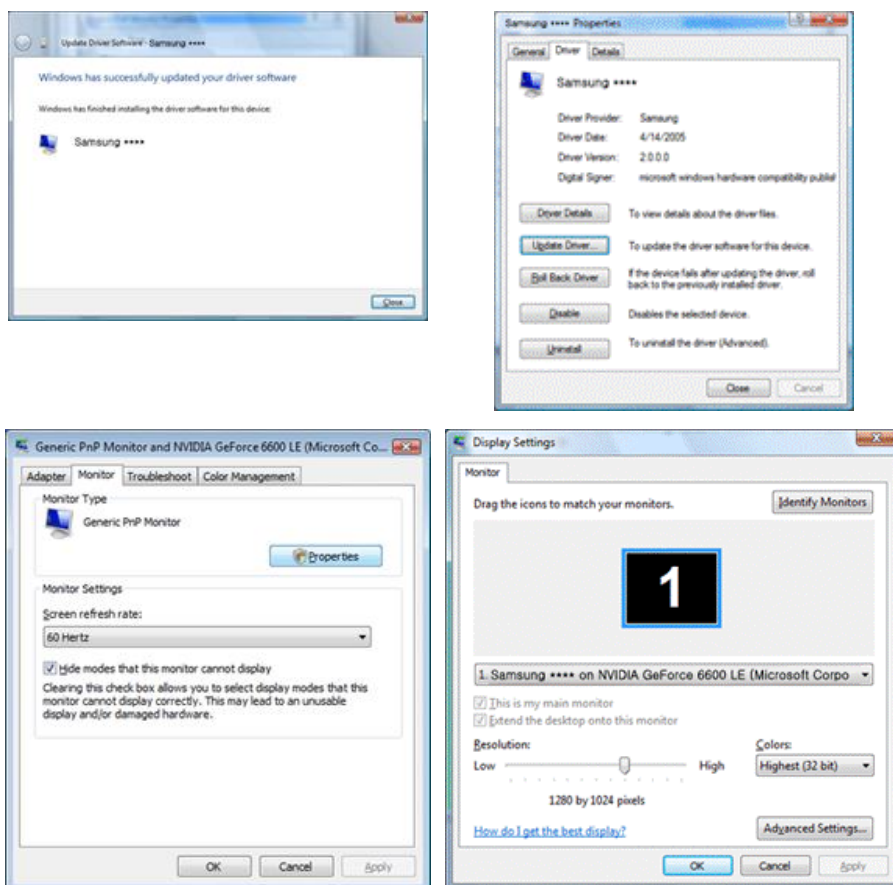 Update Driver Software - Samsung ****
Windows has successfully updated your driver software
Windows has finished installing the driver software for this device:
Samsung ****
Close
Samsung **** Properties
General Driver Details
Samsung ****
Driver Provider: Samsung
Driver Date: 4/14/2005
Driver Version: 2.0.0.0
Digital Signer: microsoft windows hardware compatibility publis
Driver Details To view details about the driver files.
Update Driver... To update the driver software for this device.
Roll Back Driver If the device fails after updating the driver, roll
back to the previously installed driver.
Disable Disables the selected device.
Uninstall To uninstall the driver (Advanced).
Close Cancel
Generic PnP Monitor and NVIDIA GeForce 6600 LE (Microsoft Co...
Adapter Monitor Troubleshoot Color Management
Monitor Type
Generic PnP Monitor
Properties
Monitor Settings
Screen refresh rate:
60 Hertz
Hide modes that this monitor cannot display
Clearing this check box allows you to select display modes that this
monitor cannot display correctly. This may lead to an unusable
display and/or damaged hardware.
OK Cancel Apply
Display Settings
Monitor
Drag the icons to match your monitors. Identify Monitors
1
1. Samsung **** on NVIDIA GeForce 6600 LE (Microsoft Corpo
This is my main monitor
Extend the desktop onto this monitor
Resolution: Colors:
Low High Highest (32 bit)
1280 by 1024 pixels
How do I get the best display? Advanced Settings...
OK Cancel Apply